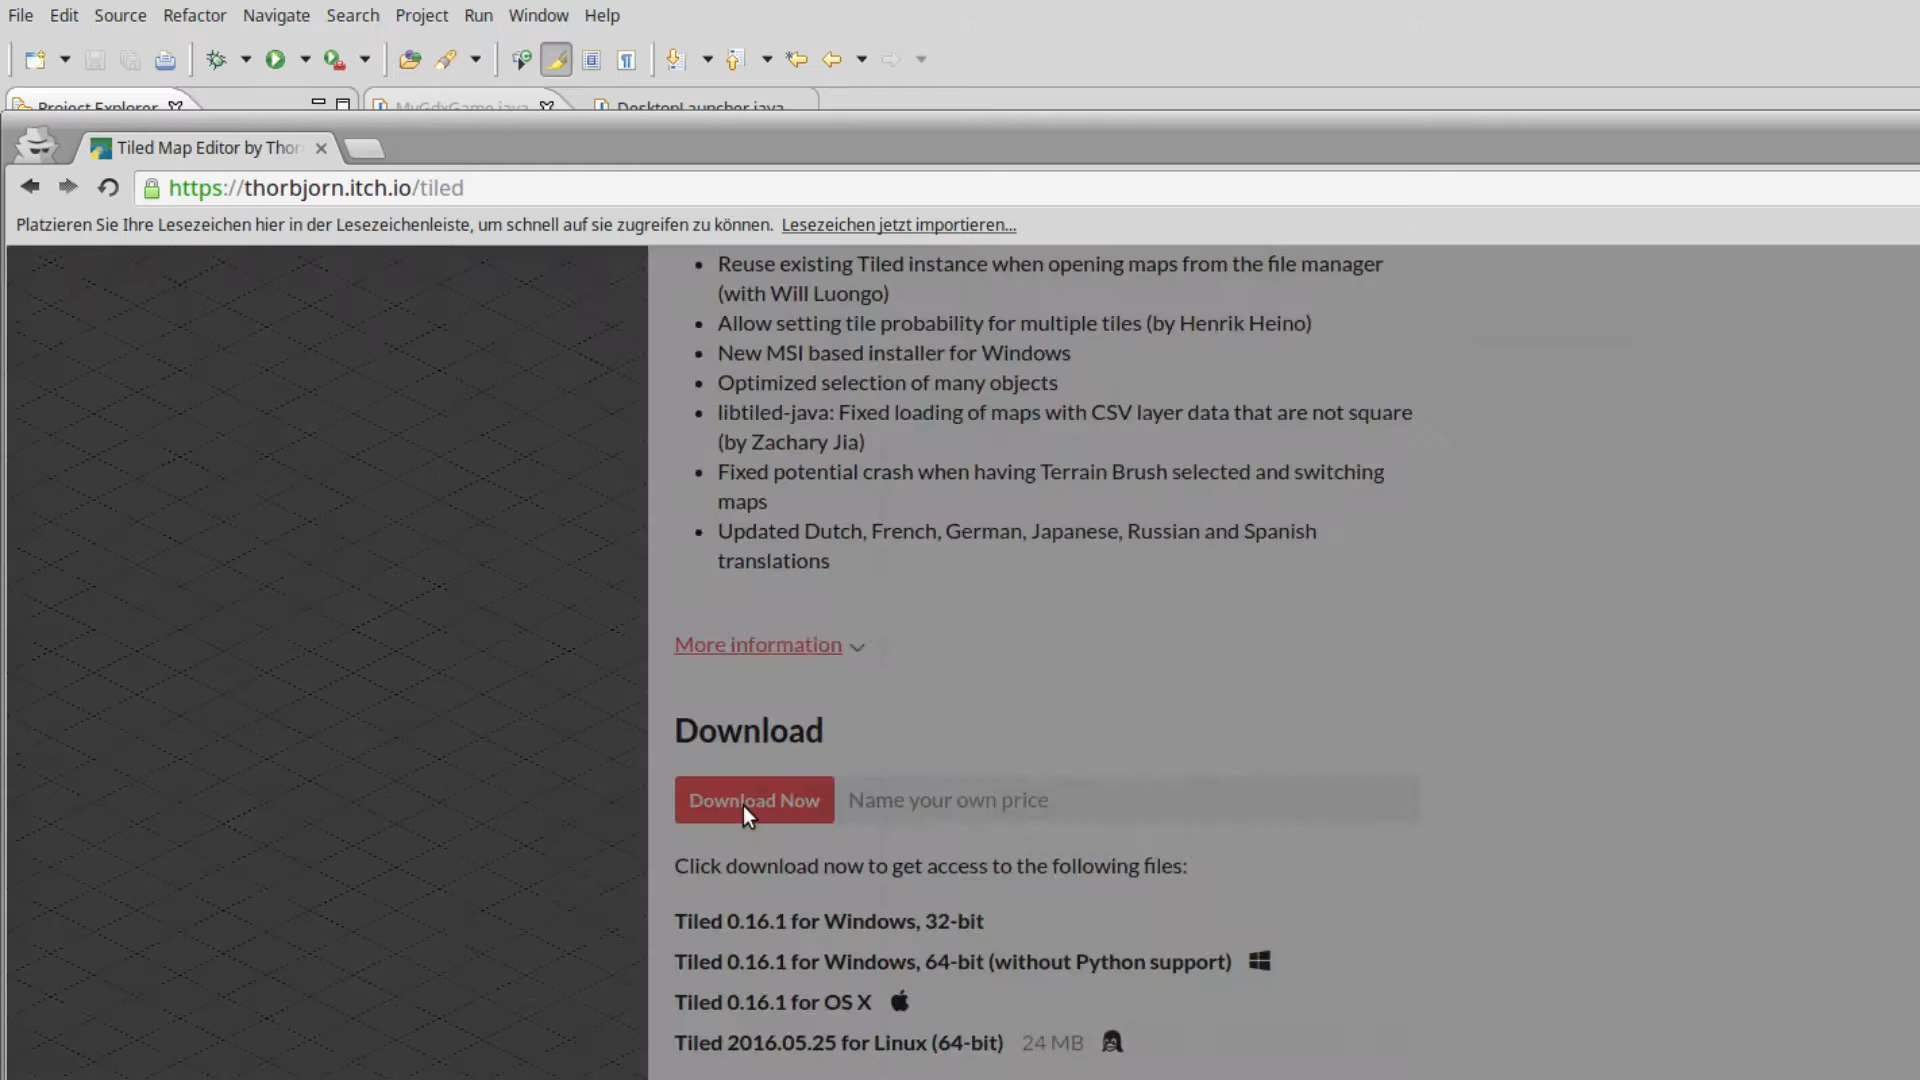 File Edit Source Refactor Navigate Search Project Run Window Help
Project Explorer MyGdxGame.java DesktopLauncher.java
Tiled Map Editor by Thor
https://thorbjorn.itch.io/tiled
Platzieren Sie Ihre Lesezeichen hier in der Lesezeichenleiste, um schnell auf sie zugreifen zu können. Lesezeichen jetzt importieren...
• Reuse existing Tiled instance when opening maps from the file manager
(with Will Luongo)
• Allow setting tile probability for multiple tiles (by Henrik Heino)
• New MSI based installer for Windows
• Optimized selection of many objects
• libtiled-java: Fixed loading of maps with CSV layer data that are not square
(by Zachary Jia)
• Fixed potential crash when having Terrain Brush selected and switching
maps
• Updated Dutch, French, German, Japanese, Russian and Spanish
translations
More information
Download
Download Now Name your own price
Click download now to get access to the following files:
Tiled 0.16.1 for Windows, 32-bit
Tiled 0.16.1 for Windows, 64-bit (without Python support)
Tiled 0.16.1 for OS X
Tiled 2016.05.25 for Linux (64-bit) 24 MB